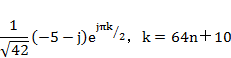 1/√42 (−5 − j)e^{jπk/2}, k = 64n+10